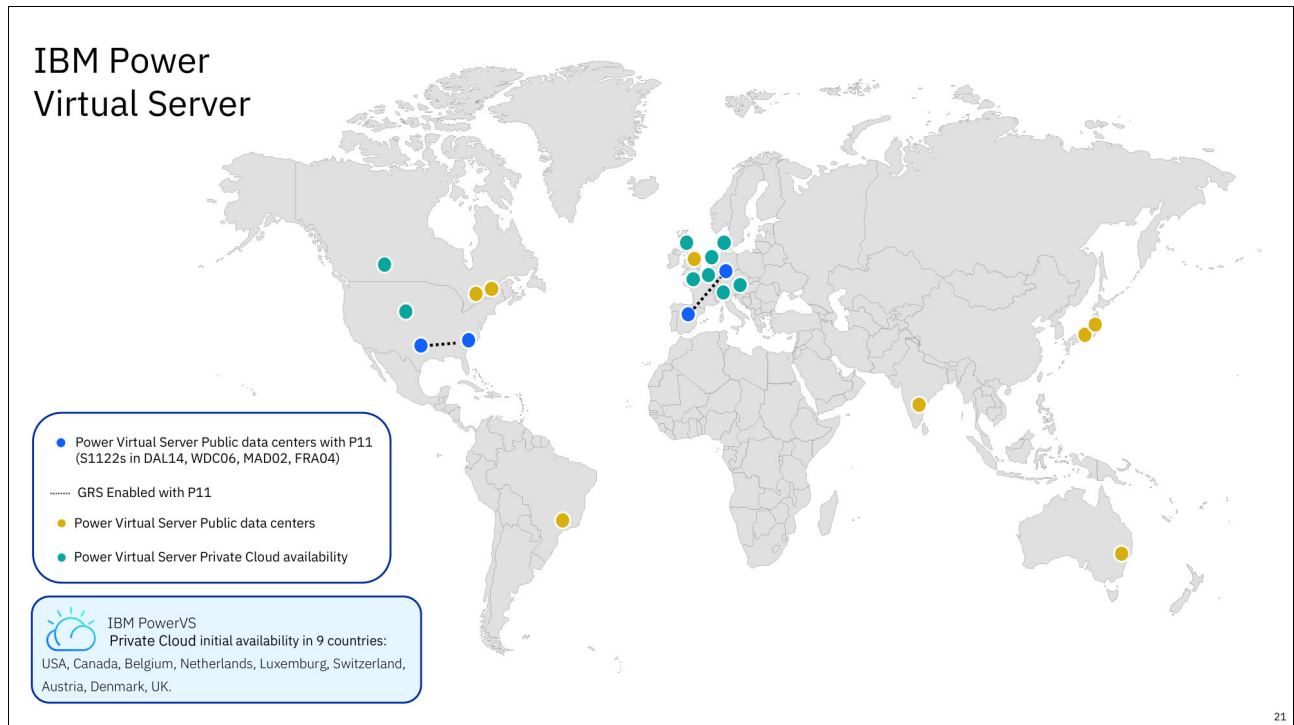 IBM Power
Virtual Server
Power Virtual Server Public data centers with P11
(S1122s in DAL14, WDC06, MAD02, FRA04)
GRS Enabled with P11
Power Virtual Server Public data centers
Power Virtual Server Private Cloud availability
IBM PowerVS
Private Cloud initial availability in 9 countries:
USA, Canada, Belgium, Netherlands, Luxemburg, Switzerland,
Austria, Denmark, UK.
21